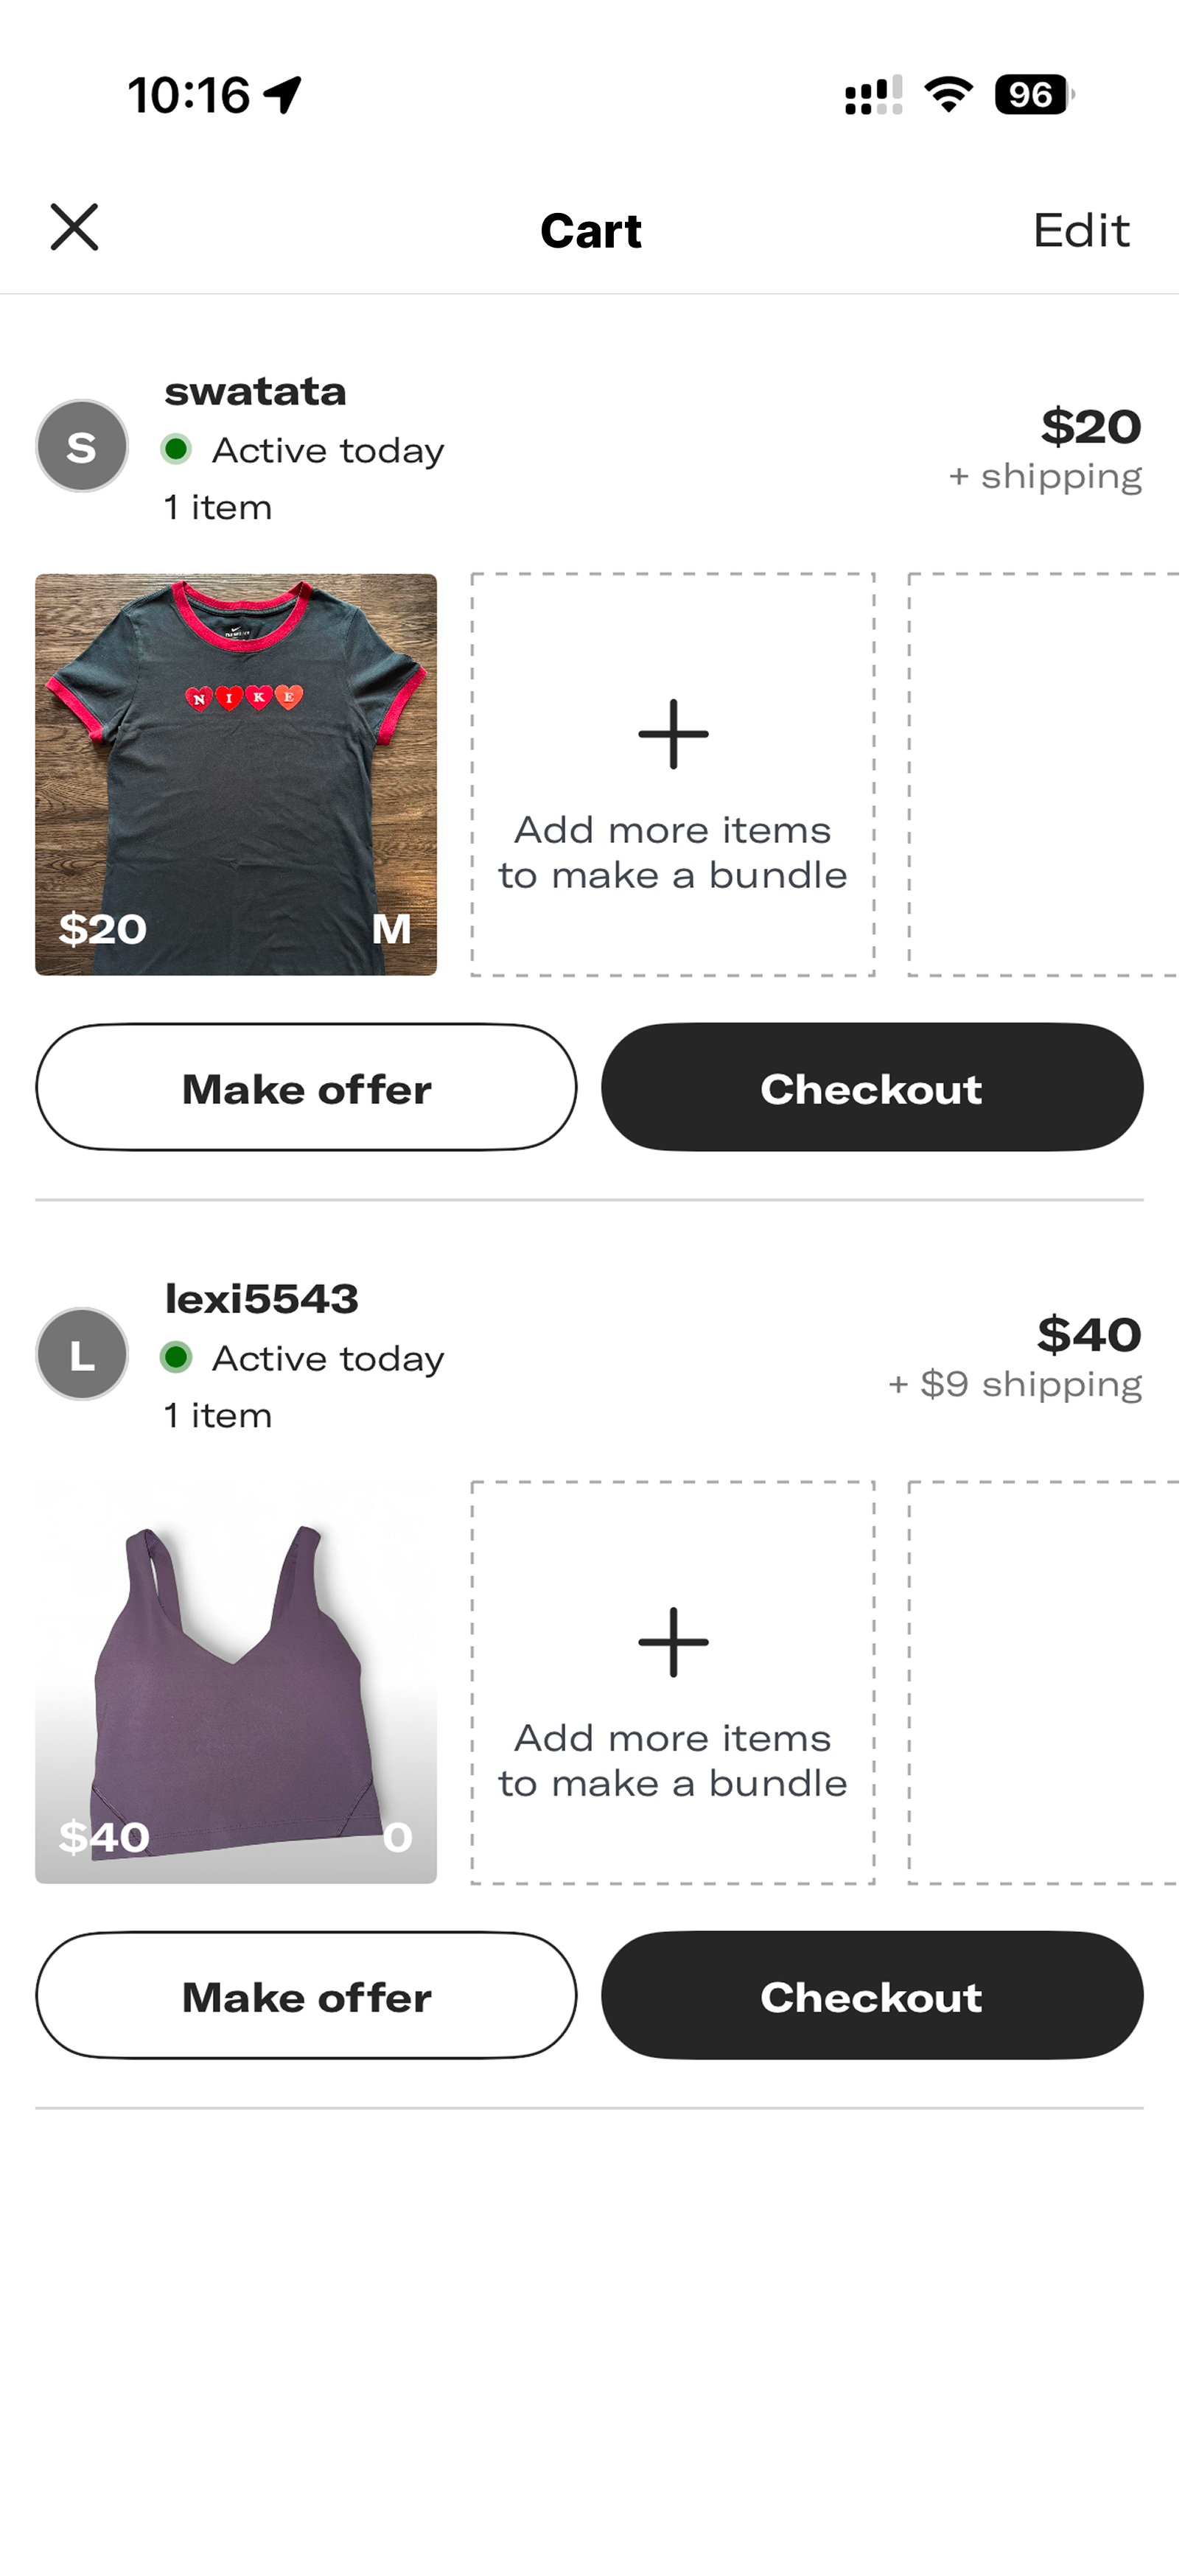 10:16
96
Cart
Edit
swatata
S
Active today
1 item
$20
+ shipping
N I K E
$20
M
Add more items
to make a bundle
Make offer
Checkout
lexi5543
L
Active today
1 item
$40
+ $9 shipping
$40
0
Add more items
to make a bundle
Make offer
Checkout